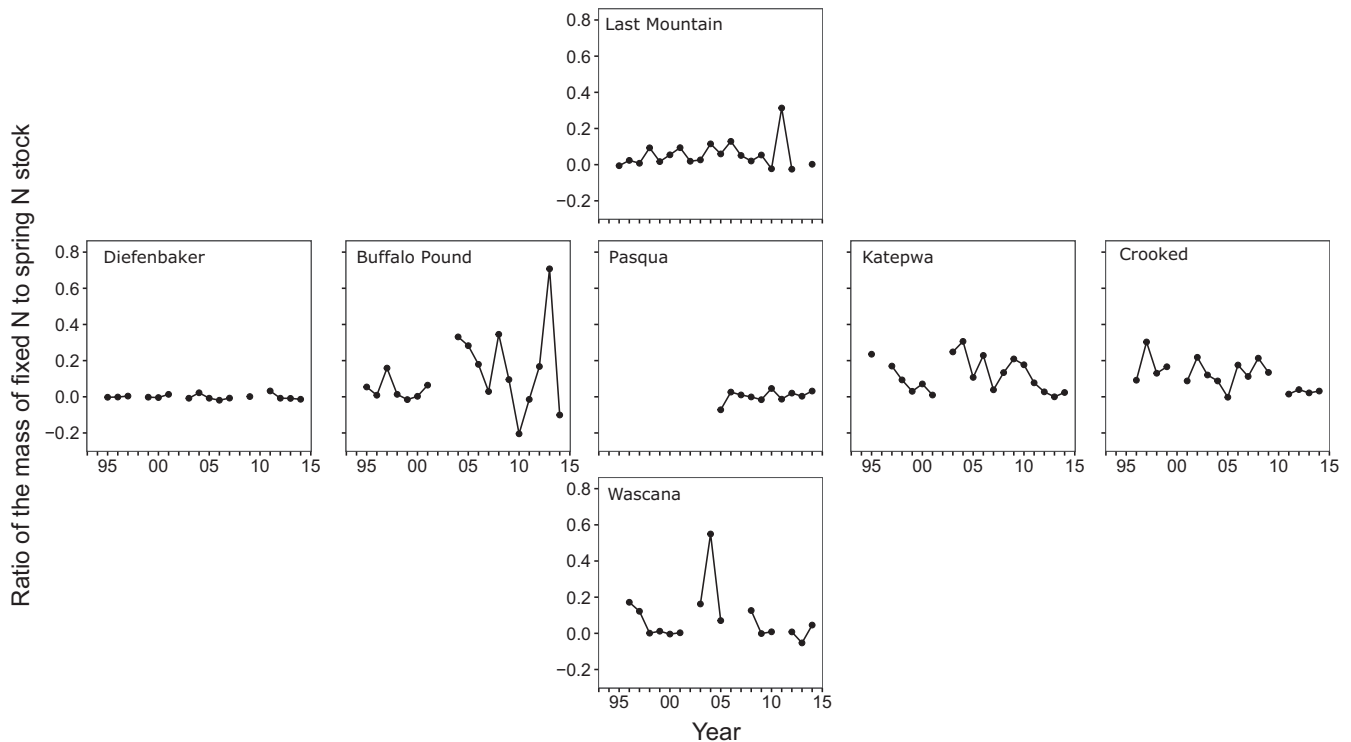 Ratio of the mass of fixed N to spring N stock
Last Mountain
0.8
0.6
0.4
0.2
0.0
−0.2
Diefenbaker
0.8
0.6
0.4
0.2
0.0
−0.2
95 00 05 10 15
Buffalo Pound
95 00 05 10 15
Pasqua
Katepwa
95 00 05 10 15
Crooked
95 00 05 10 15
Wascana
0.8
0.6
0.4
0.2
0.0
−0.2
95 00 05 10 15
Year